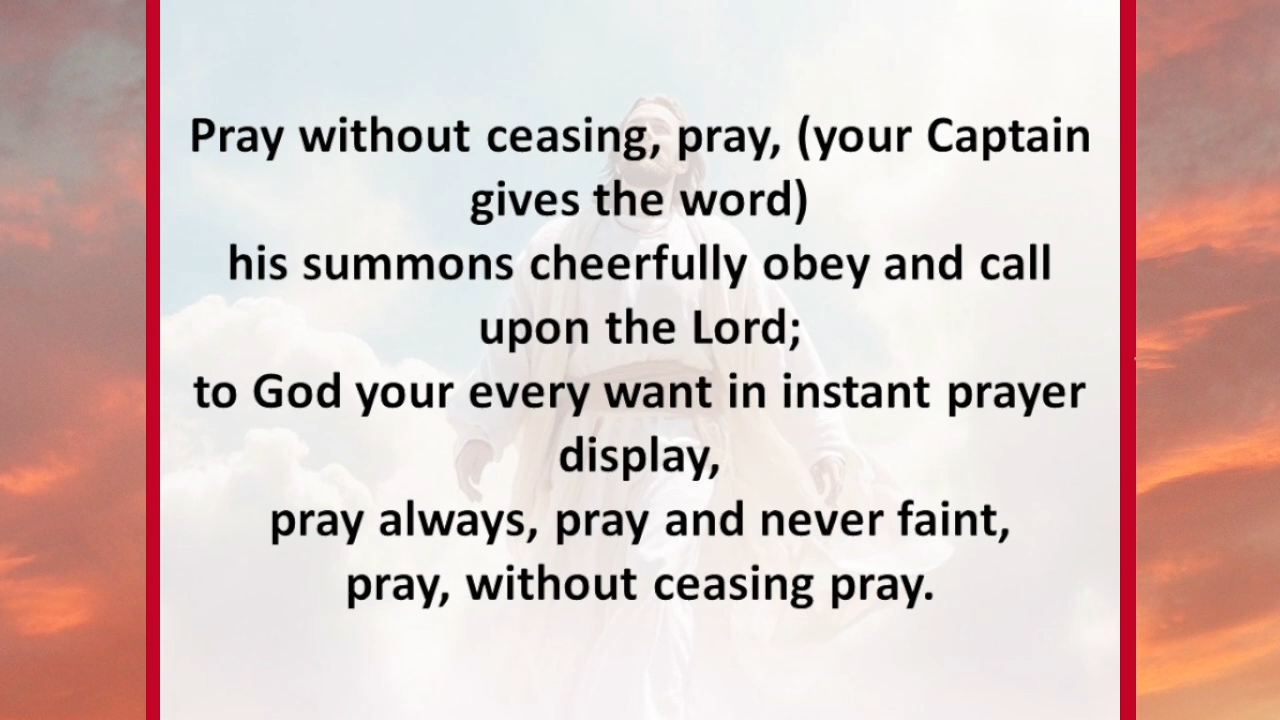 Pray without ceasing, pray, (your Captain
gives the word)
his summons cheerfully obey and call
upon the Lord;
to God your every want in instant prayer
display,
pray always, pray and never faint,
pray, without ceasing pray.